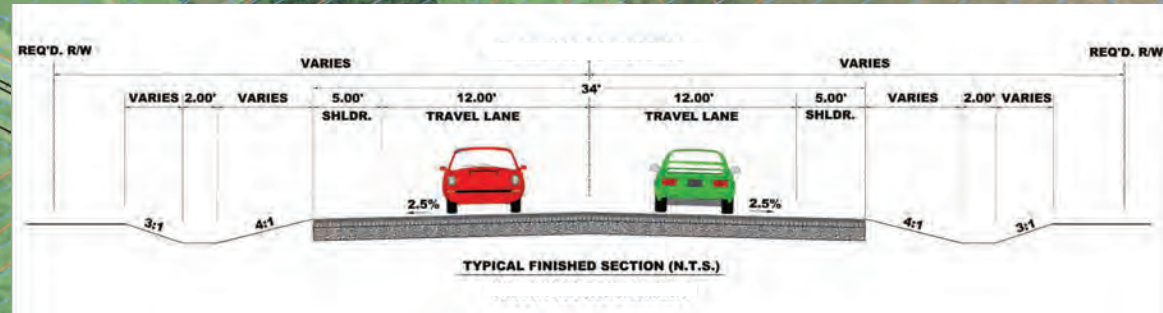 REQ'D. R/W
REQ'D. R/W
VARIES
VARIES
34'
VARIES 2.00' VARIES 5.00' 12.00' 12.00' 5.00' VARIES 2.00' VARIES
SHLDR. TRAVEL LANE TRAVEL LANE SHLDR.
2.5% 2.5%
3:1 4:1 4:1 3:1
TYPICAL FINISHED SECTION (N.T.S.)